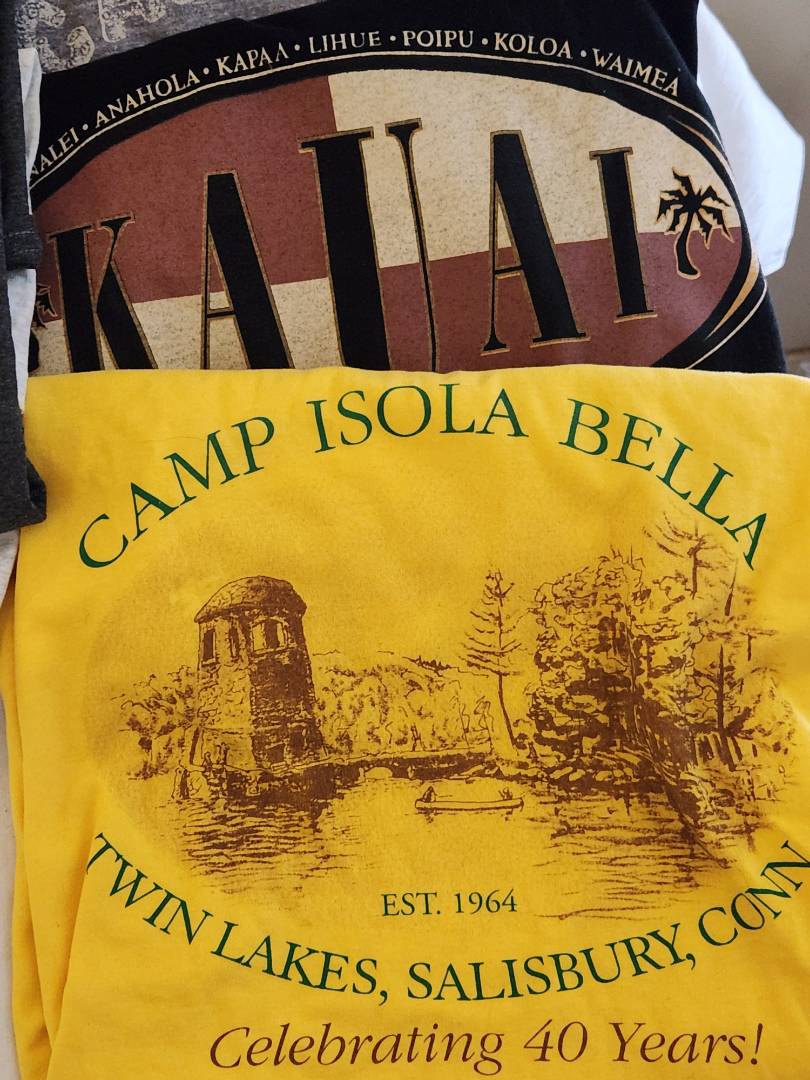 NALEI • ANAHOLA • KAPAA • LIHUE • POIPU • KOLOA • WAIMEA
KAUAI
CAMP ISOLA BELLA
EST. 1964
TWIN LAKES, SALISBURY, CONN
Celebrating 40 Years!